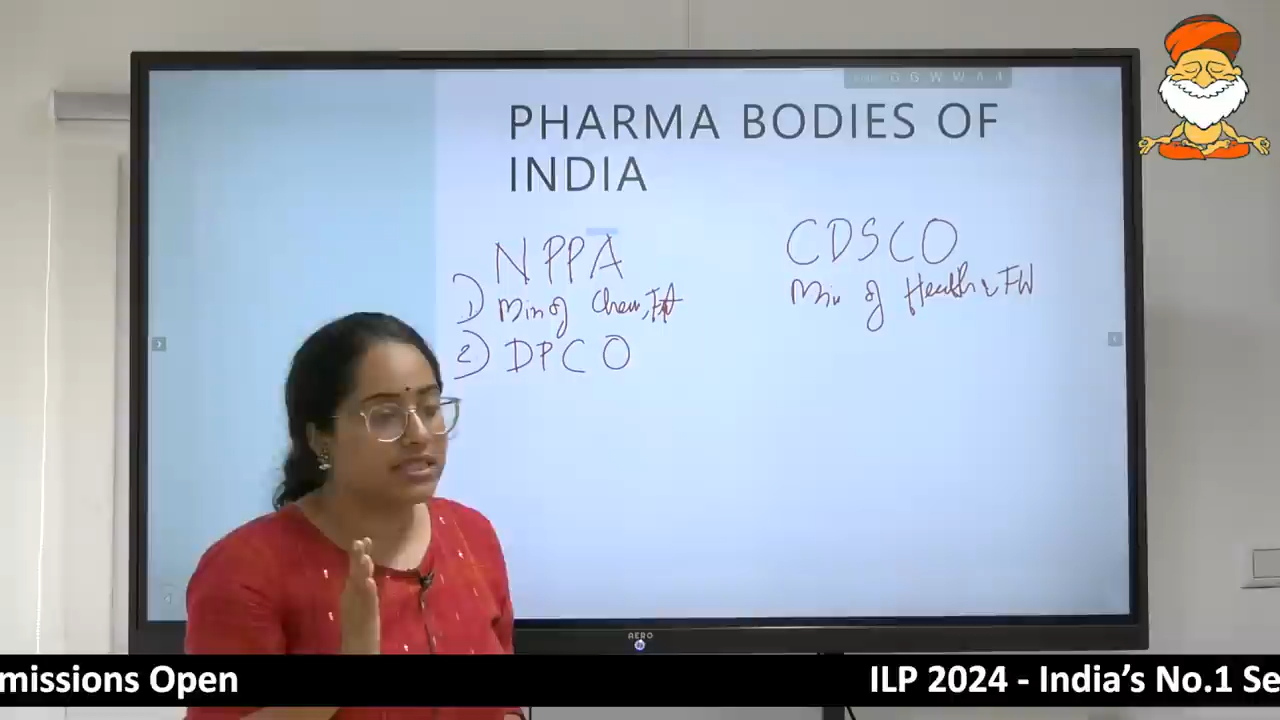 PHARMA BODIES OF
INDIA
NPPA
1) Min of Chem,
2) DPCO
CDSCO
Min of Health & FW
AERO
missions Open
ILP 2024 - India’s No.1 Se